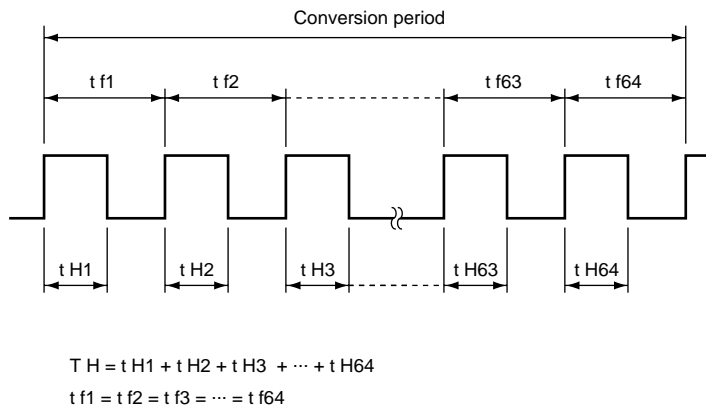 Conversion period
t f1
t f2
t f63
t f64
t H1
t H2
t H3
t H63
t H64
T H = t H1 + t H2 + t H3 + ··· + t H64
t f1 = t f2 = t f3 = ··· = t f64